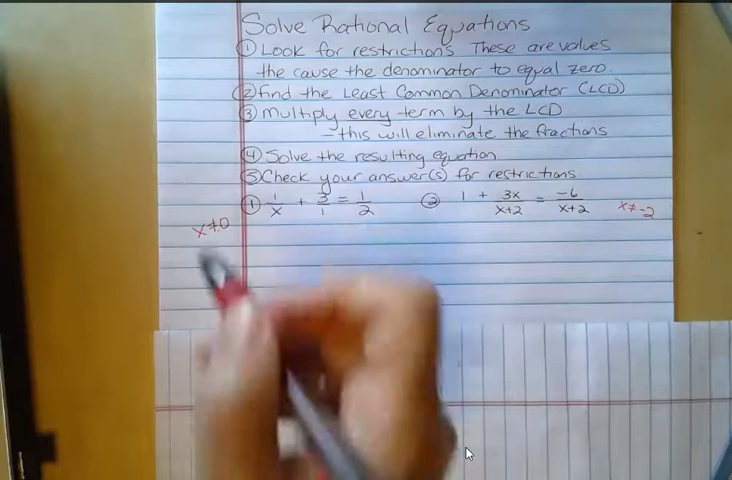 Solve Rational Equations
① Look for restrictions These are values
the cause the denominator to equal zero.
② Find the Least Common Denominator (LCD)
③ Multiply every term by the LCD
- this will eliminate the fractions
④ Solve the resulting equation
⑤ Check your answer(s) for restrictions
① 1/x + 3/1 = 1/2 ② 1 + 3x/x+2 = -6/x+2 x≠-2
x≠0